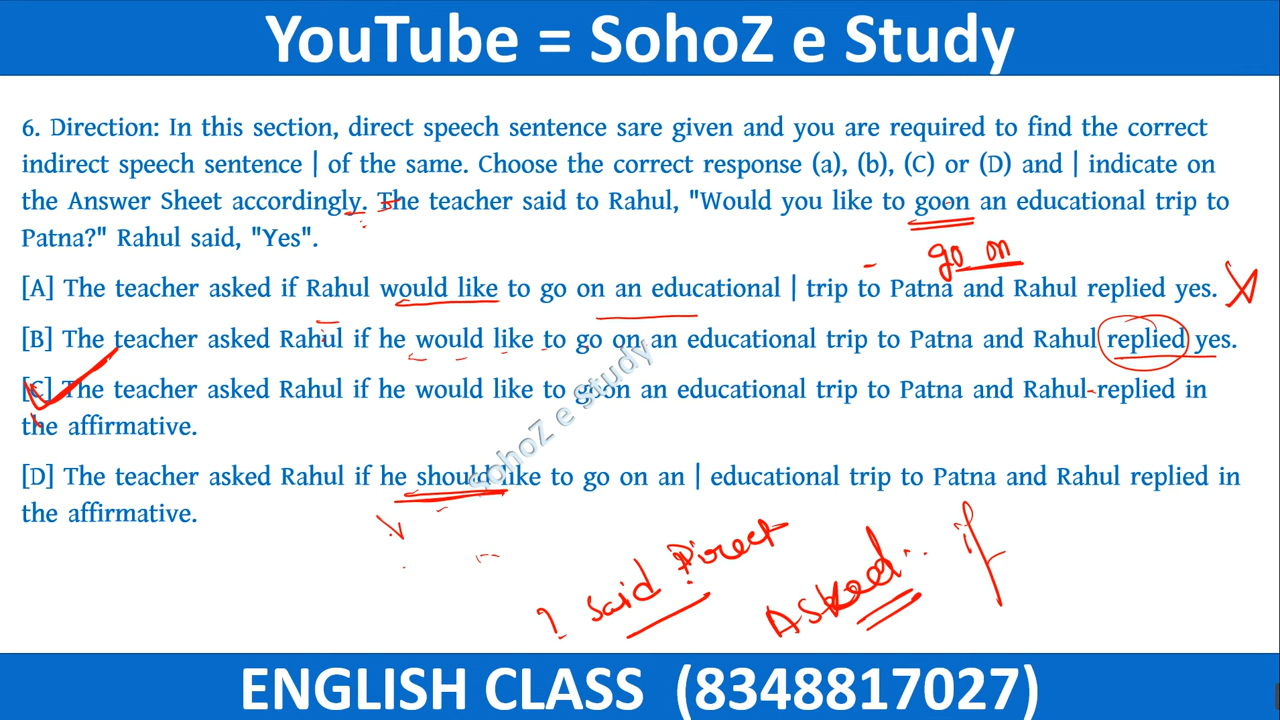 YouTube = SohoZ e Study
6. Direction: In this section, direct speech sentence sare given and you are required to find the correct
indirect speech sentence | of the same. Choose the correct response (a), (b), (C) or (D) and | indicate on
the Answer Sheet accordingly. The teacher said to Rahul, "Would you like to goon an educational trip to
Patna?" Rahul said, "Yes".
go on
[A] The teacher asked if Rahul would like to go on an educational | trip to Patna and Rahul replied yes.
[B] The teacher asked Rahul if he would like to go on an educational trip to Patna and Rahul replied yes.
[C] The teacher asked Rahul if he would like to goon an educational trip to Patna and Rahul replied in
the affirmative.
SohoZ e Study
[D] The teacher asked Rahul if he should like to go on an | educational trip to Patna and Rahul replied in
the affirmative.
? Said Direct
Asked.. if
ENGLISH CLASS (8348817027)